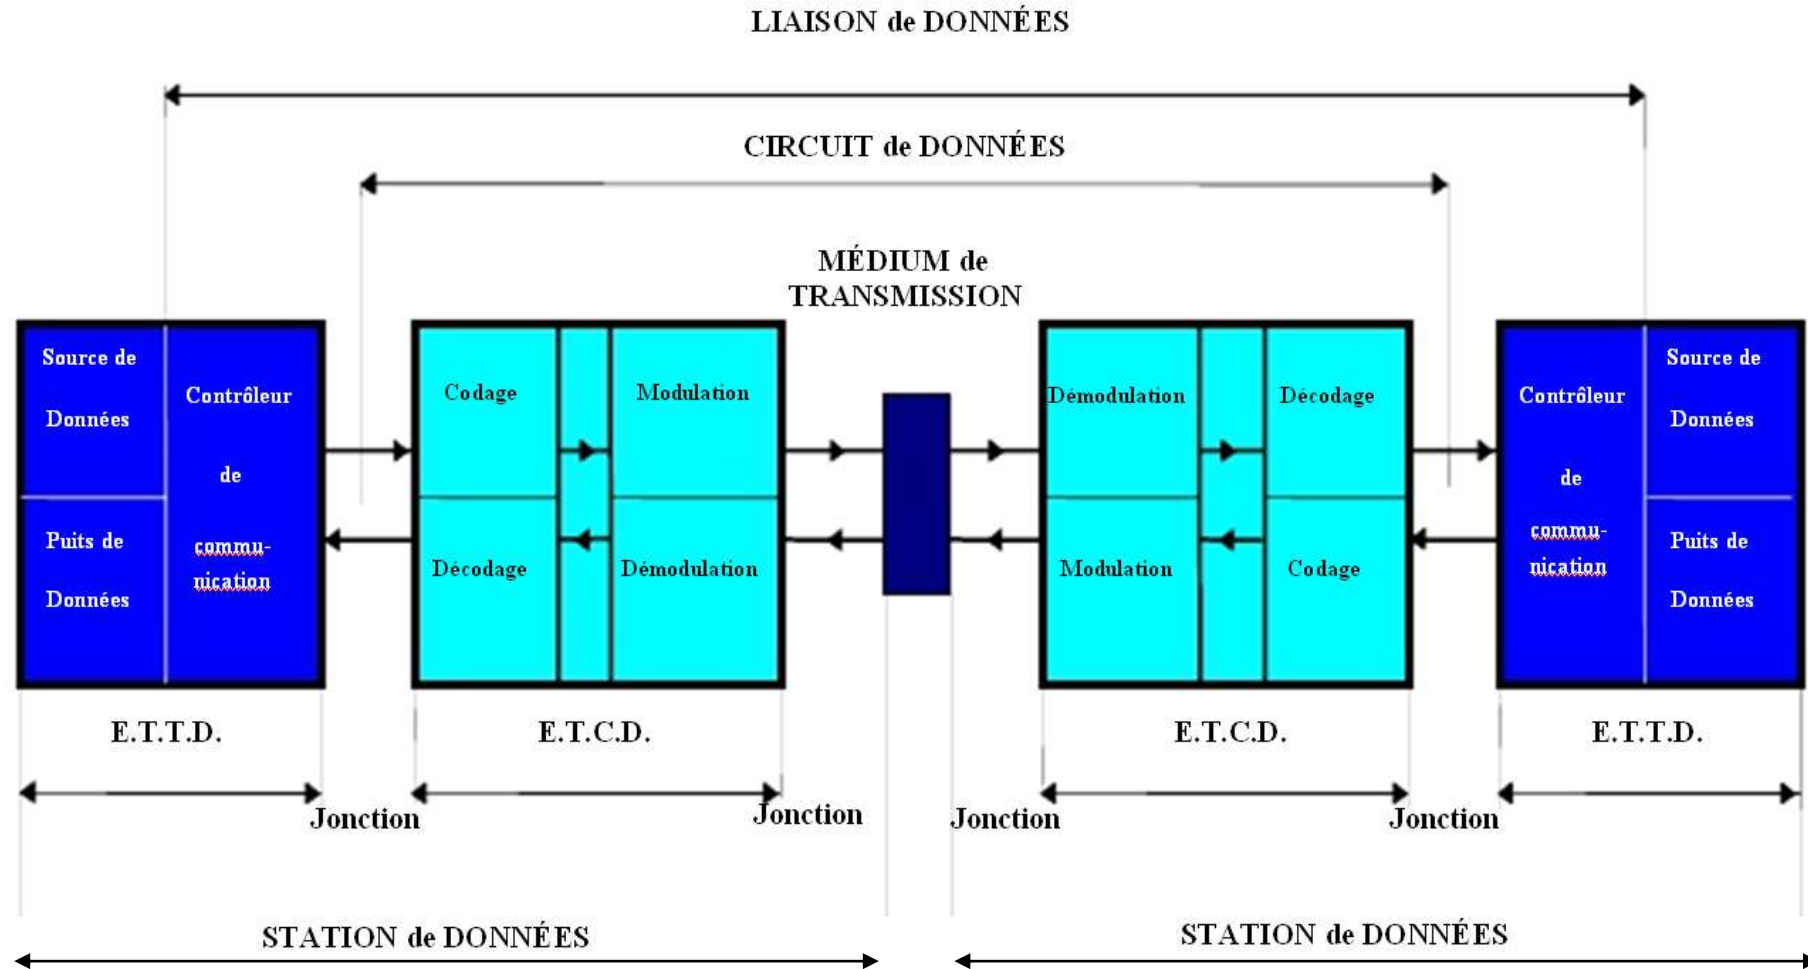 LIAISON de DONNÉES
CIRCUIT de DONNÉES
MÉDIUM de
TRANSMISSION
Source de
Données
Puits de
Données
Contrôleur
de
commu-
nication
Codage
Modulation
Décodage
Démodulation
Démodulation
Décodage
Modulation
Codage
Contrôleur
de
commu-
nication
Source de
Données
Puits de
Données
E.T.T.D.
E.T.C.D.
E.T.C.D.
E.T.T.D.
Jonction
Jonction
Jonction
Jonction
STATION de DONNÉES
STATION de DONNÉES